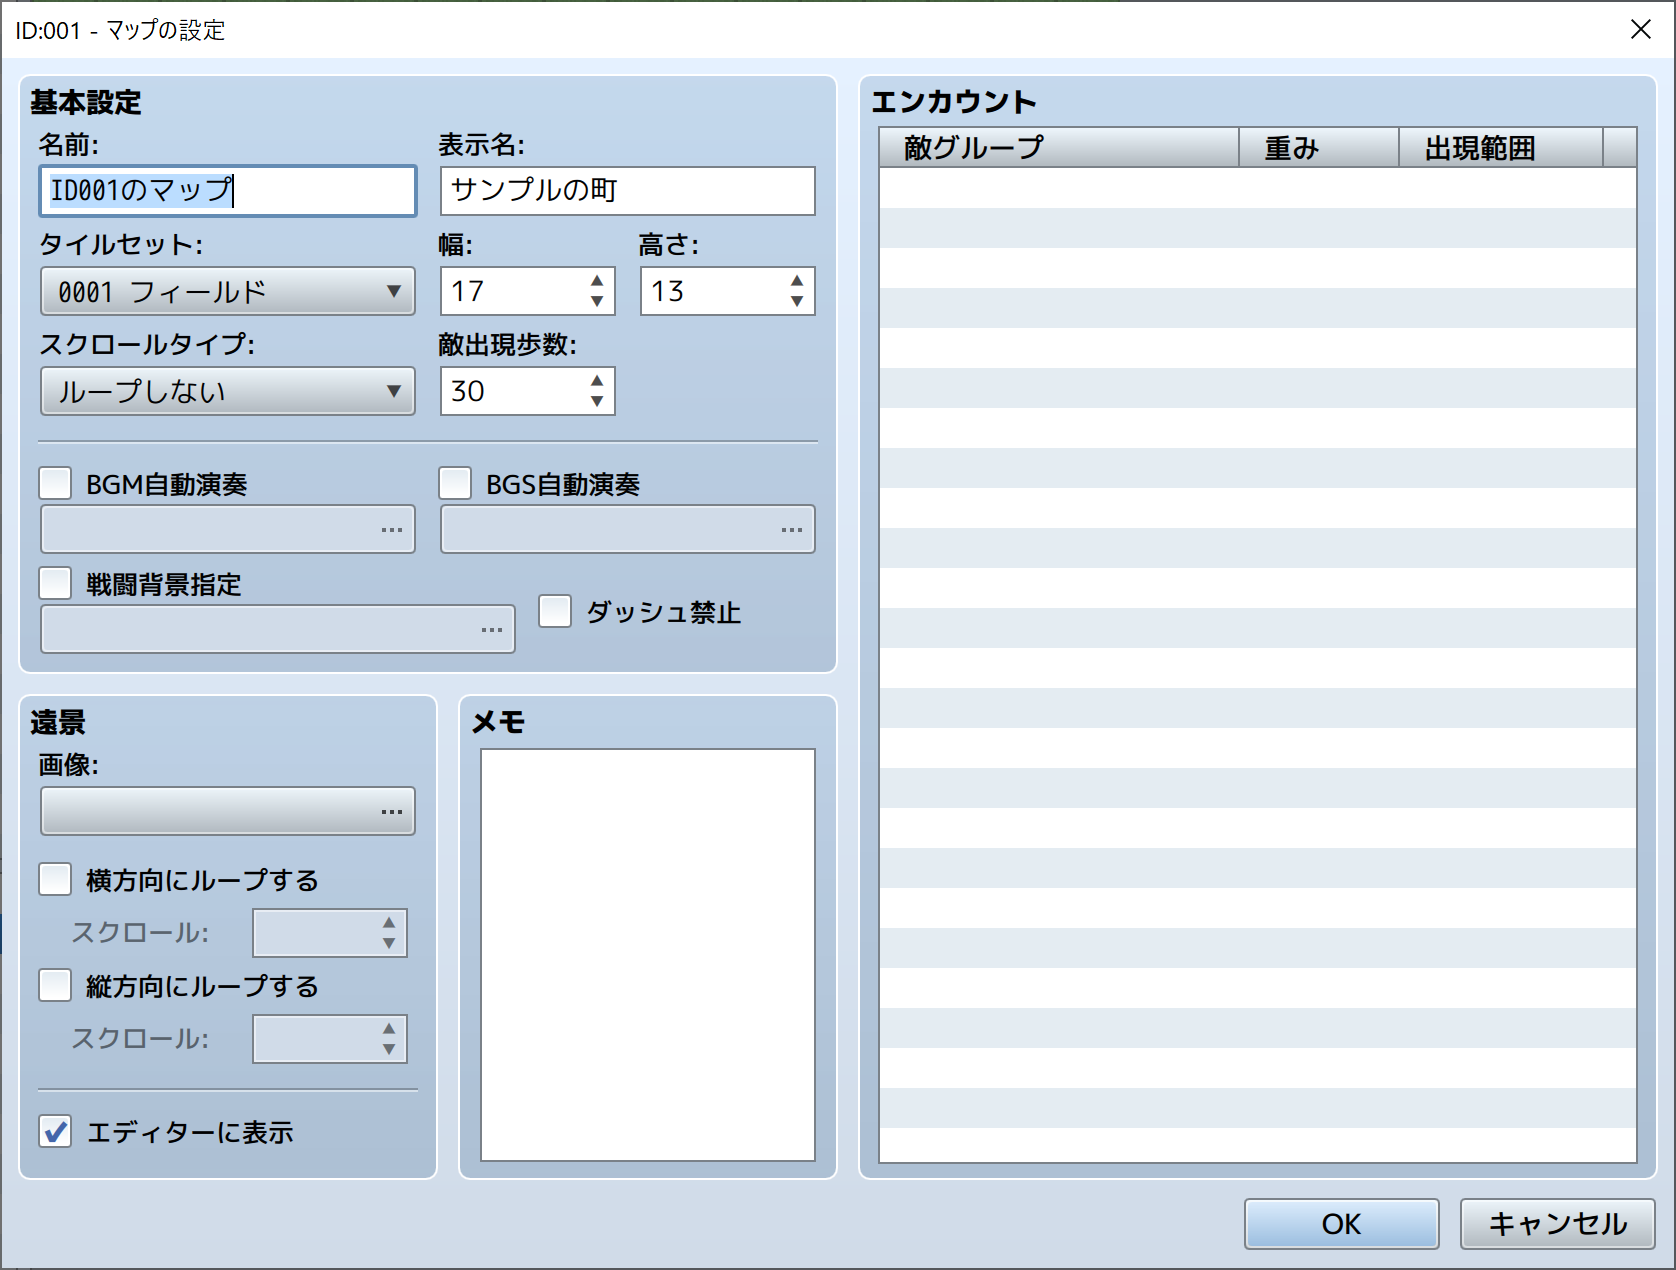 ID:001 - マップの設定
基本設定
名前:
表示名:
ID001のマップ
サンプルの町
タイルセット:
幅:
高さ:
0001 フィールド
17
13
スクロールタイプ:
敵出現歩数:
ループしない
30
BGM自動演奏
BGS自動演奏
...
...
戦闘背景指定
...
ダッシュ禁止
遠景
画像:
...
横方向にループする
スクロール:
縦方向にループする
スクロール:
エディターに表示
メモ
エンカウント
敵グループ
重み
出現範囲
OK
キャンセル